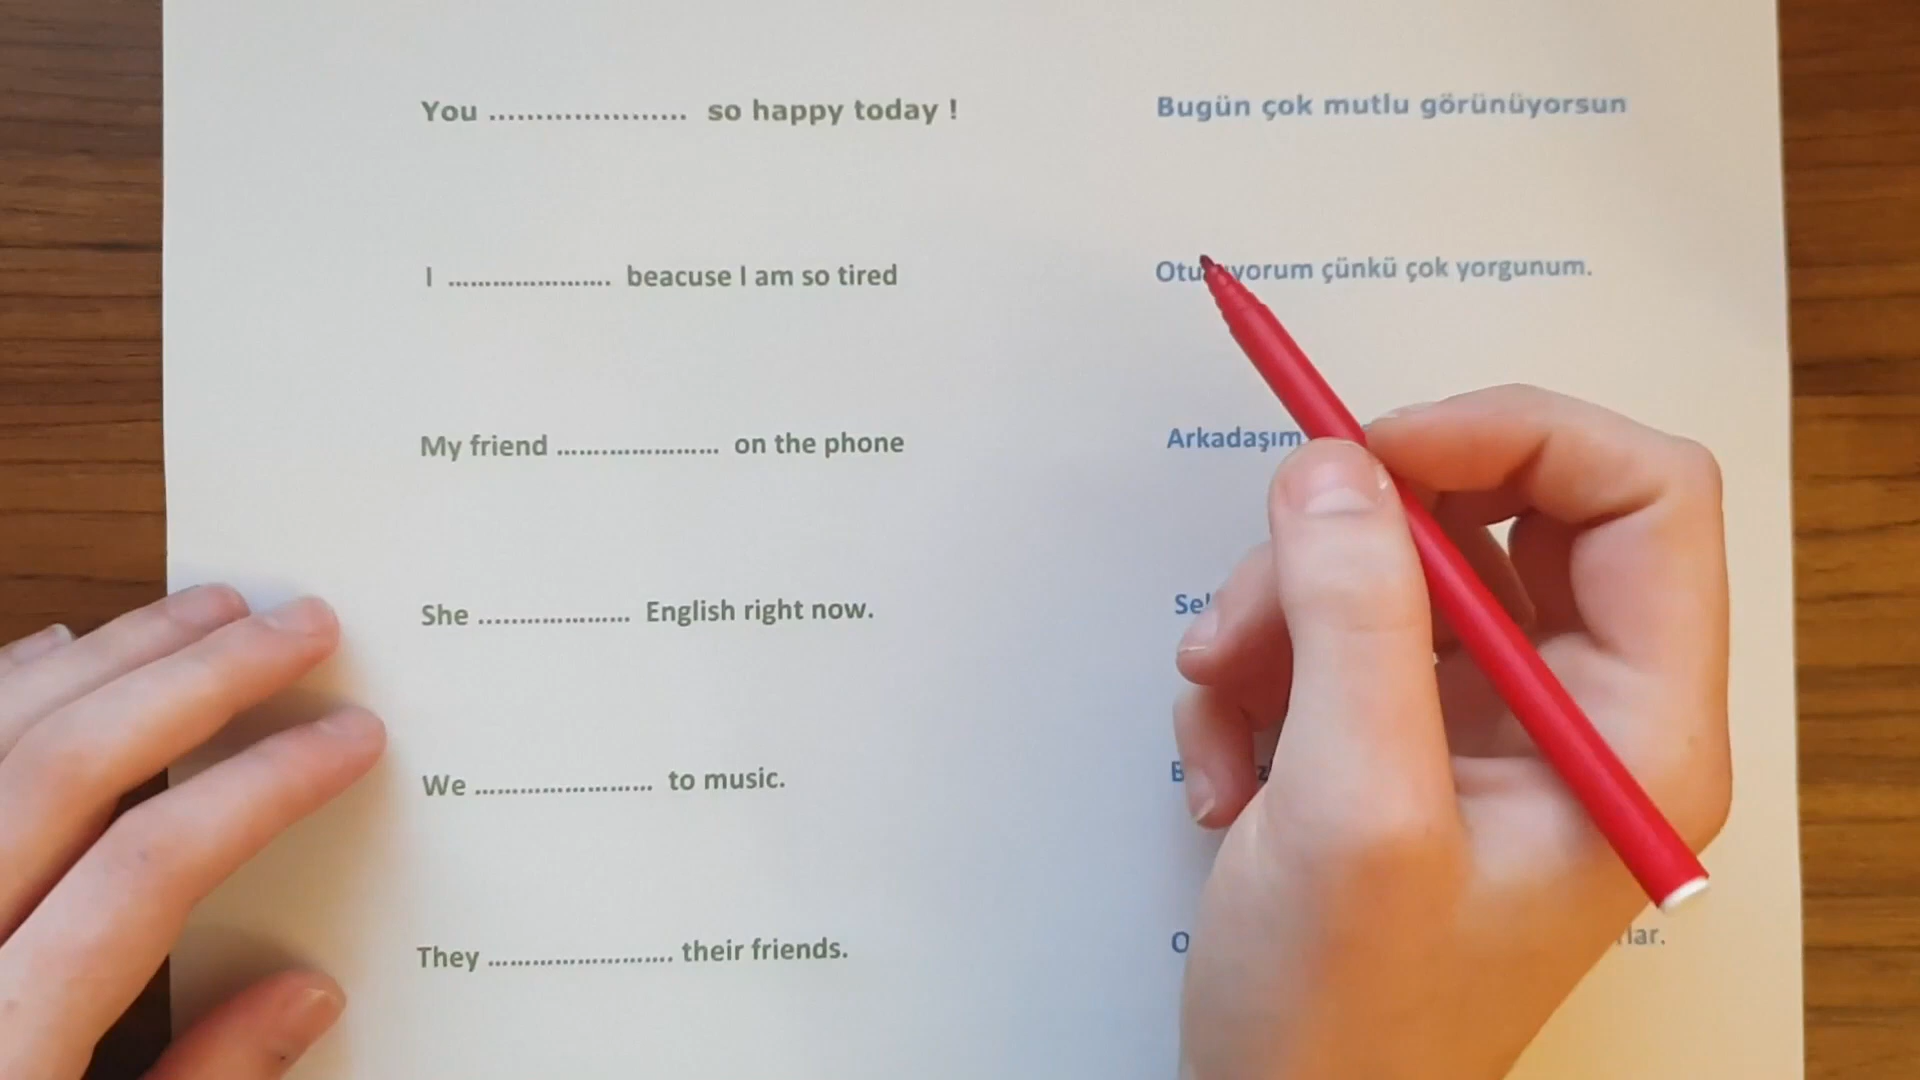 You ..................... so happy today ! Bugün çok mutlu görünüyorsun
I ...................... beacuse I am so tired çünkü çok yorgunum.
My friend ...................... on the phone Arkadaşım
She .................... English right now.
We ........................ to music.
They ......................... their friends.